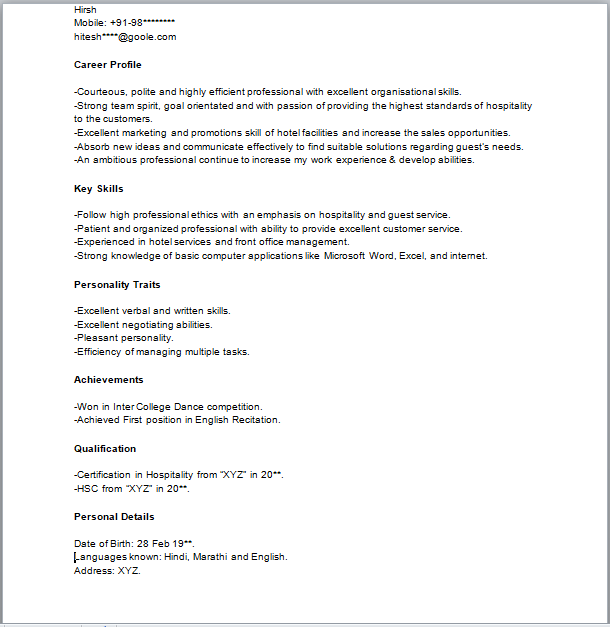 Hirsh
Mobile: +91-98********
hitesh****@goole.com
Career Profile
-Courteous, polite and highly efficient professional with excellent organisational skills.
-Strong team spirit, goal orientated and with passion of providing the highest standards of hospitality
to the customers.
-Excellent marketing and promotions skill of hotel facilities and increase the sales opportunities.
-Absorb new ideas and communicate effectively to find suitable solutions regarding guest's needs.
-An ambitious professional continue to increase my work experience & develop abilities.
Key Skills
-Follow high professional ethics with an emphasis on hospitality and guest service.
-Patient and organized professional with ability to provide excellent customer service.
-Experienced in hotel services and front office management.
-Strong knowledge of basic computer applications like Microsoft Word, Excel, and internet.
Personality Traits
-Excellent verbal and written skills.
-Excellent negotiating abilities.
-Pleasant personality.
-Efficiency of managing multiple tasks.
Achievements
-Won in Inter College Dance competition.
-Achieved First position in English Recitation.
Qualification
-Certification in Hospitality from "XYZ" in 20**.
-HSC from "XYZ" in 20**.
Personal Details
Date of Birth: 28 Feb 19**.
Languages known: Hindi, Marathi and English.
Address: XYZ.